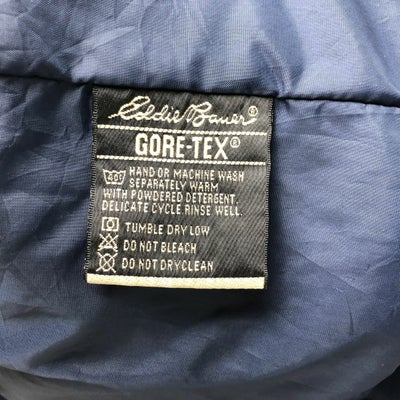 Eddie Bauer®
GORE-TEX®
40° HAND OR MACHINE WASH
SEPARATELY WARM
WITH POWDERED DETERGENT.
DELICATE CYCLE RINSE WELL.
TUMBLE DRY LOW
DO NOT BLEACH
DO NOT DRYCLEAN